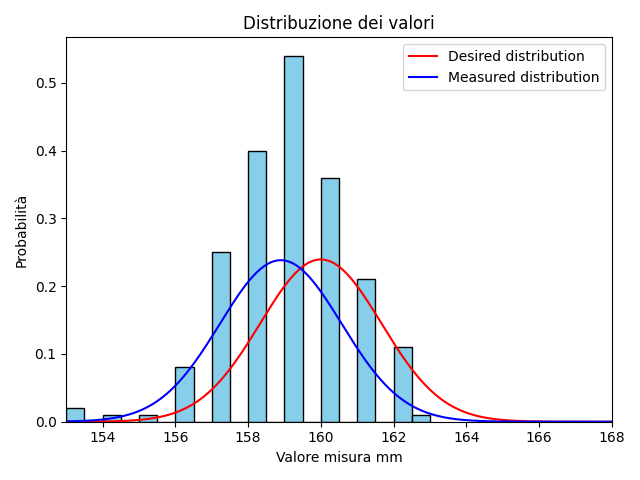 Distribuzione dei valori
Desired distribution
Measured distribution
Probabilità
0.5
0.4
0.3
0.2
0.1
0.0
154 156 158 160 162 164 166 168
Valore misura mm